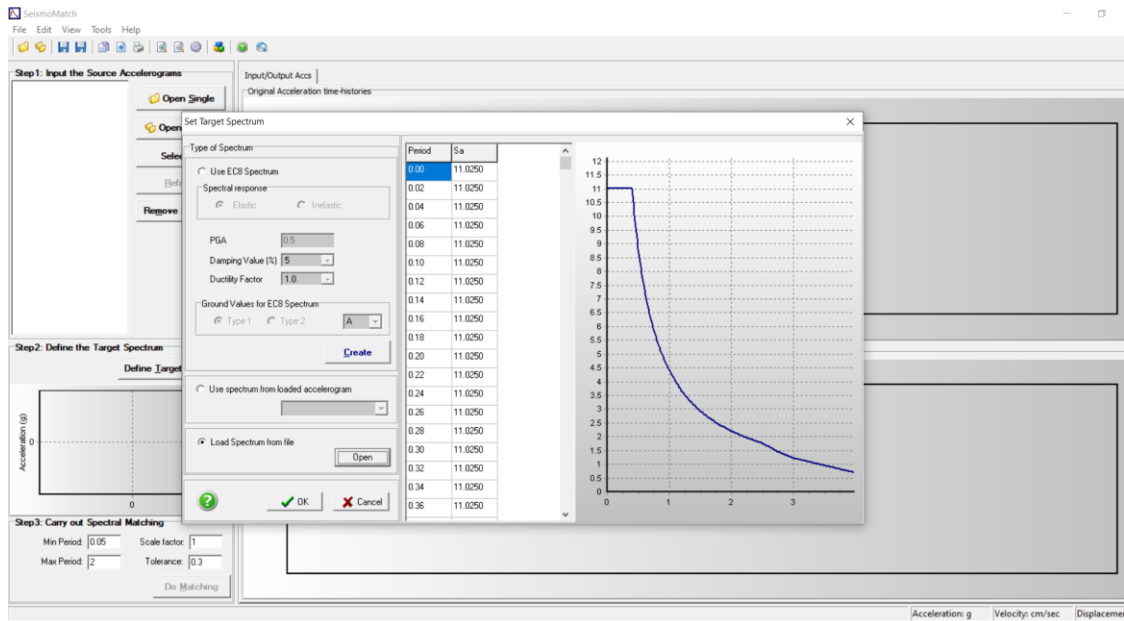 SeismoMatch
File Edit View Tools Help
Step1: Input the Source Accelerograms
Open Single
Open
Selec
Refr
Remove
Input/Output Accs
Original Acceleration time-histories
Set Target Spectrum
Type of Spectrum
Use EC8 Spectrum
Spectral response
Elastic Inelastic
PGA 0.5
Damping Value (%) 5
Ductility Factor 1.0
Ground Values for EC8 Spectrum
Type 1 Type 2 A
Create
Use spectrum from loaded accelerogram
Load Spectrum from file
Open
OK Cancel
Period Sa
0.00 11.0250
0.02 11.0250
0.04 11.0250
0.06 11.0250
0.08 11.0250
0.10 11.0250
0.12 11.0250
0.14 11.0250
0.16 11.0250
0.18 11.0250
0.20 11.0250
0.22 11.0250
0.24 11.0250
0.26 11.0250
0.28 11.0250
0.30 11.0250
0.32 11.0250
0.34 11.0250
0.36 11.0250
12
11.5
11
10.5
10
9.5
9
8.5
8
7.5
7
6.5
6
5.5
5
4.5
4
3.5
3
2.5
2
1.5
1
0.5
0
0 1 2 3
Step2: Define the Target Spectrum
Define Target
Acceleration (g)
0
0
Step3: Carry out Spectral Matching
Min Period: 0.05 Scale factor: 1
Max Period: 2 Tolerance: 0.3
Do Matching
Acceleration: g Velocity: cm/sec Displaceme